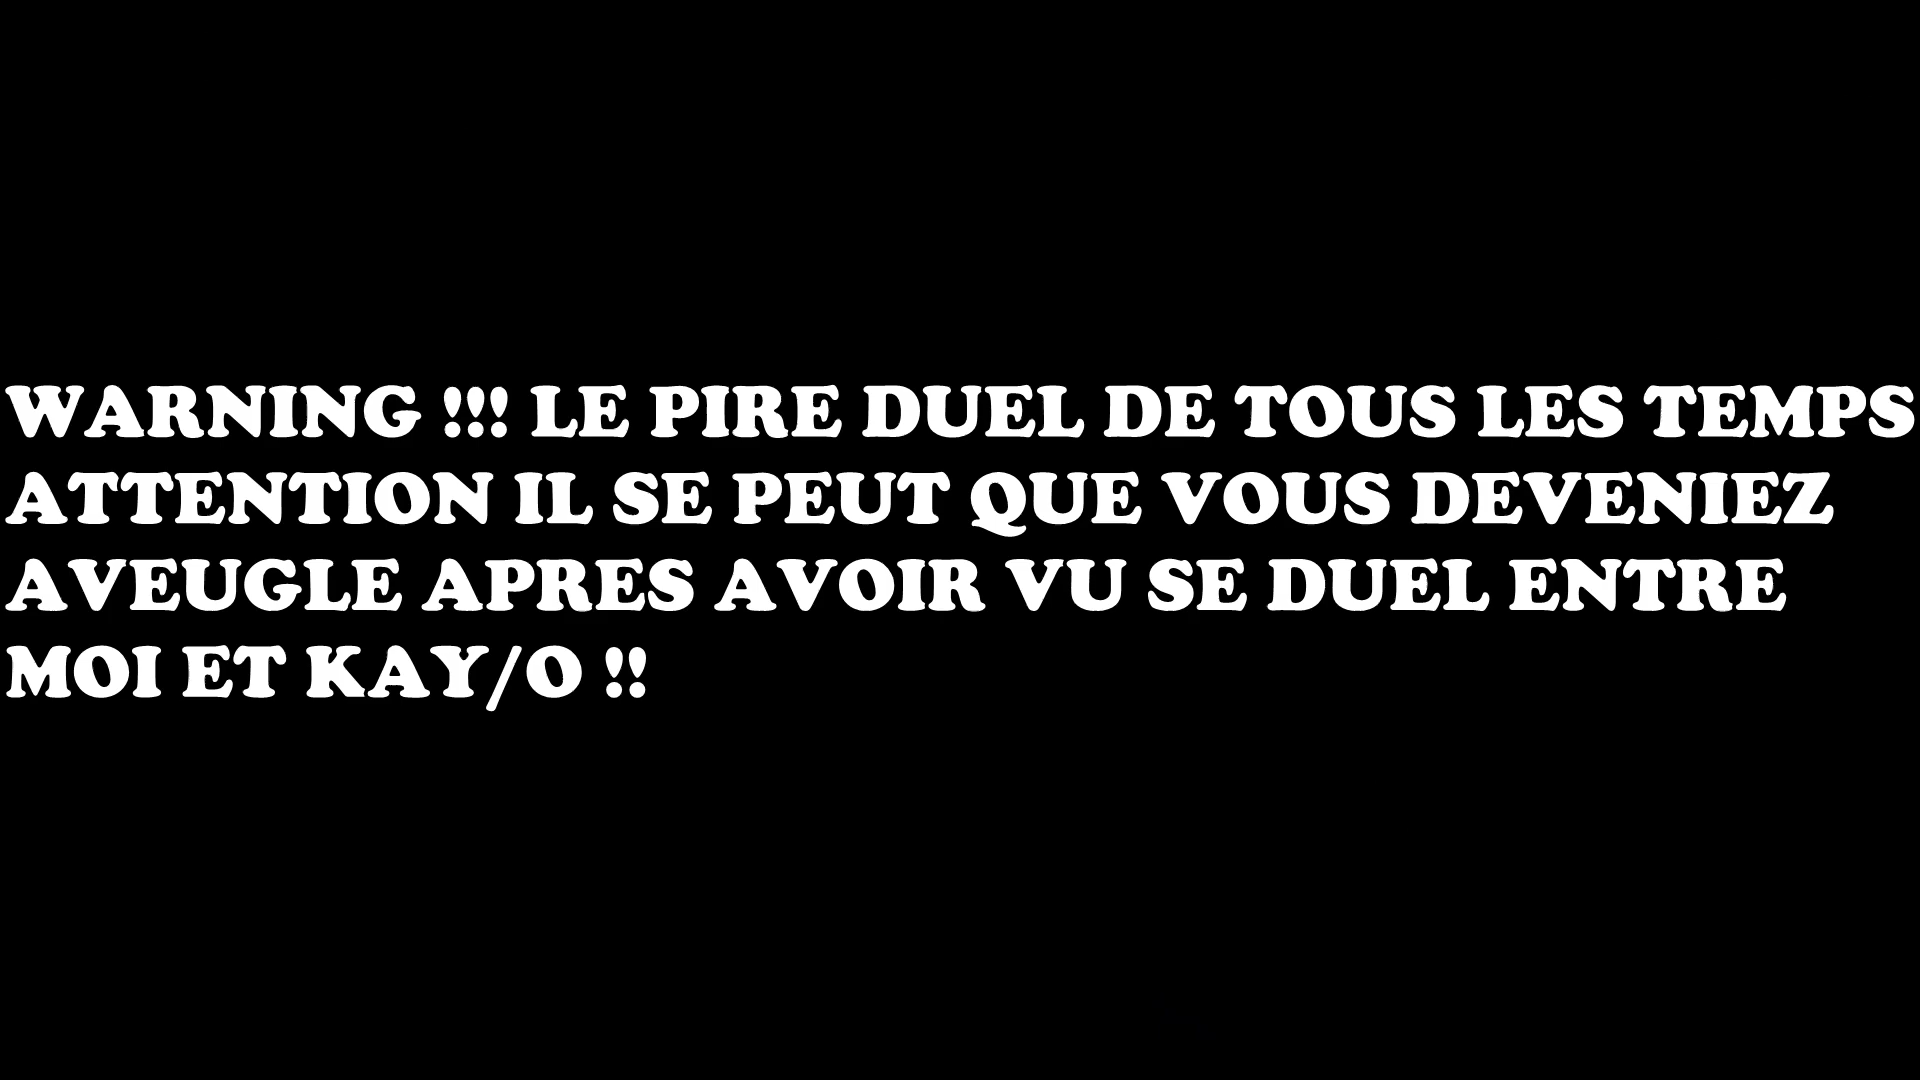 WARNING !!! LE PIRE DUEL DE TOUS LES TEMPS
ATTENTION IL SE PEUT QUE VOUS DEVENIEZ
AVEUGLE APRES AVOIR VU SE DUEL ENTRE
MOI ET KAY/O !!